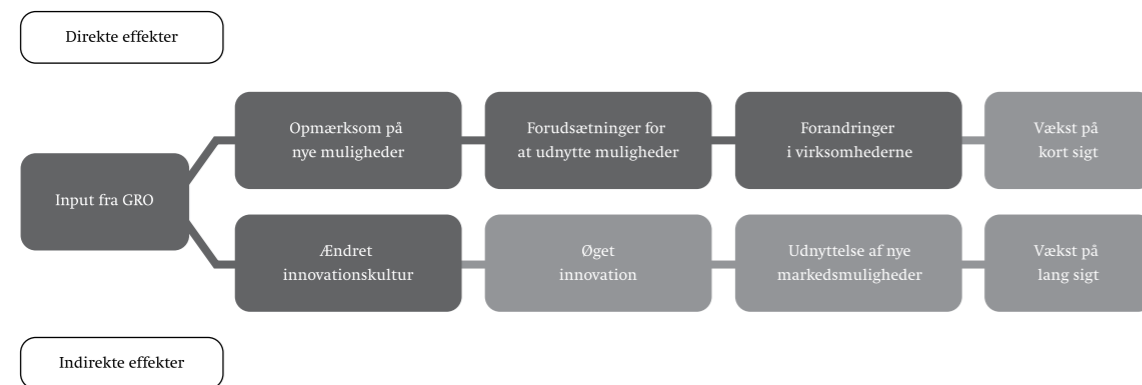 Direkte effekter
Input fra GRO
Opmærksom på
nye muligheder
Forudsætninger for
at udnytte muligheder
Forandringer
i virksomhederne
Vækst på
kort sigt
Ændret
innovationskultur
Øget
innovation
Udnyttelse af nye
markedsmuligheder
Vækst på
lang sigt
Indirekte effekter